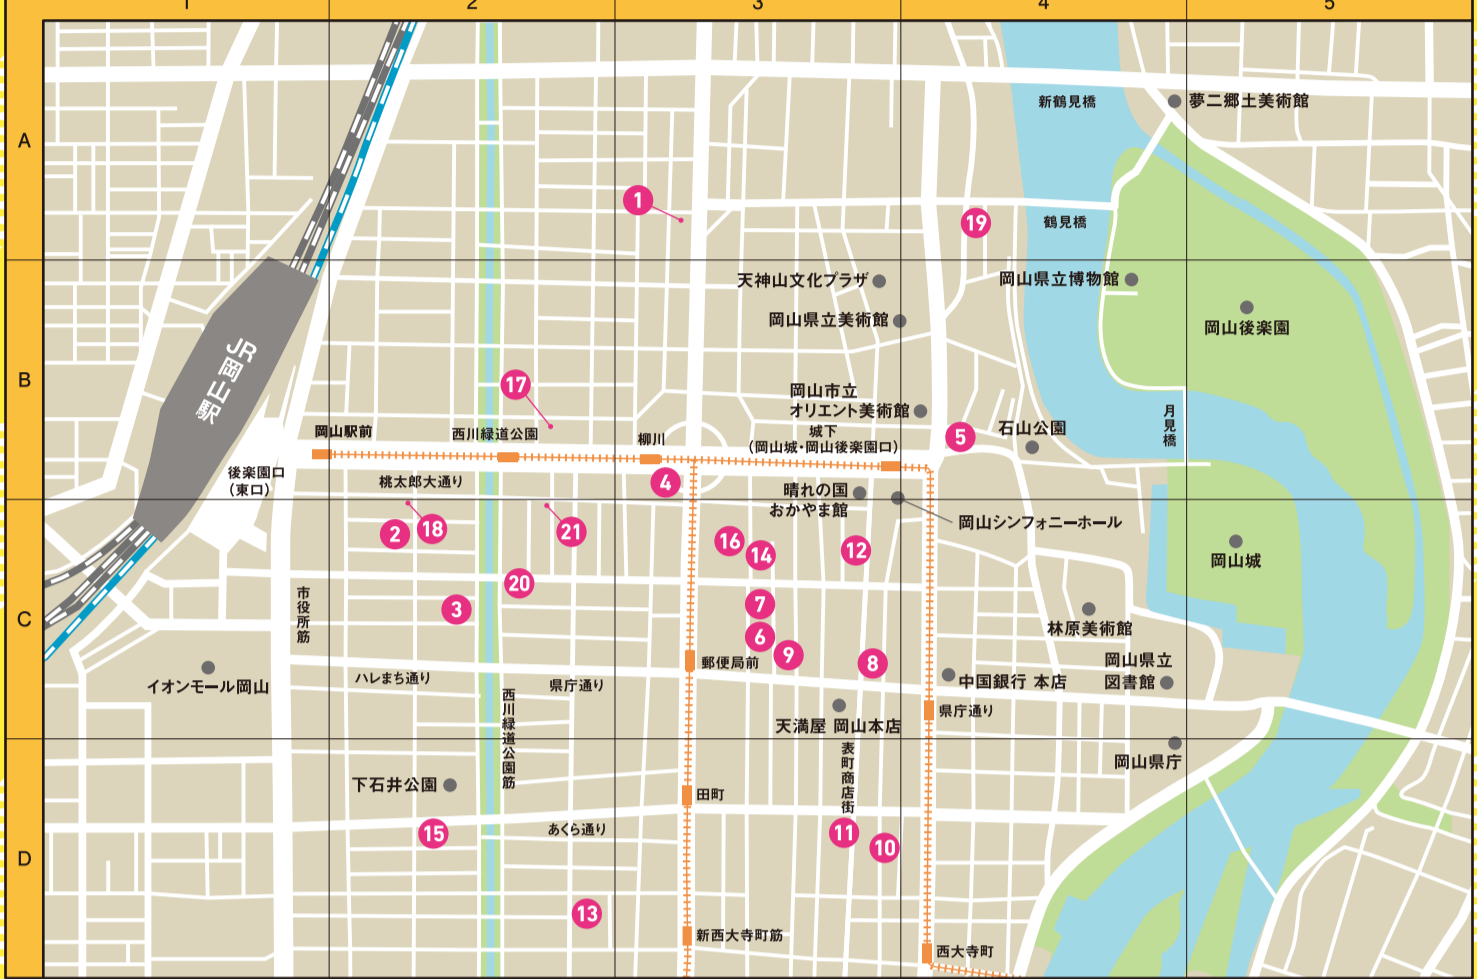 1
2
3
4
5
A
新鶴見橋
夢二郷土美術館
1
19
鶴見橋
B
天神山文化プラザ
岡山県立博物館
岡山県立美術館
岡山後楽園
JR岡山駅
17
岡山市立
オリエント美術館
月見橋
岡山駅前
西川緑道公園
柳川
城下
(岡山城・岡山後楽園口)
5
石山公園
後楽園口
(東口)
桃太郎大通り
4
晴れの国
おかやま館
岡山シンフォニーホール
C
2
18
21
16
14
12
岡山城
20
市役所筋
3
7
6
9
8
林原美術館
郵便局前
岡山県立
図書館
イオンモール岡山
ハレまち通り
県庁通り
中国銀行 本店
西川緑道公園筋
県庁通り
天満屋 岡山本店
表町商店街
岡山県庁
D
下石井公園
田町
15
あくら通り
11
10
13
新西大寺町筋
西大寺町